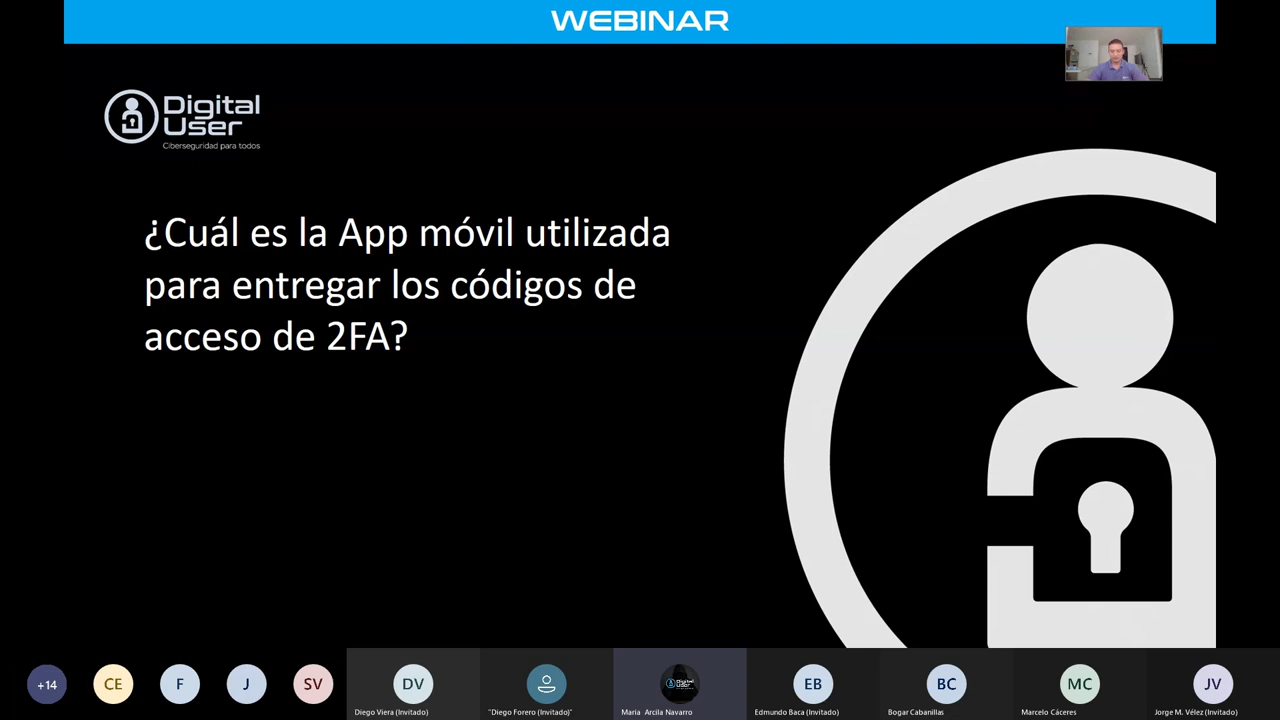 WEBINAR
Digital
User
Ciberseguridad para todos
¿Cuál es la App móvil utilizada
para entregar los códigos de
acceso de 2FA?
+14
CE
F
J
SV
DV
EB
BC
MC
JV
Diego Viera (Invitado)
"Diego Forero (Invitado)"
Maria Arcila Navarro
Edmundo Baca (Invitado)
Bogar Cabanillas
Marcelo Cáceres
Jorge M. Vélez (Invitado)